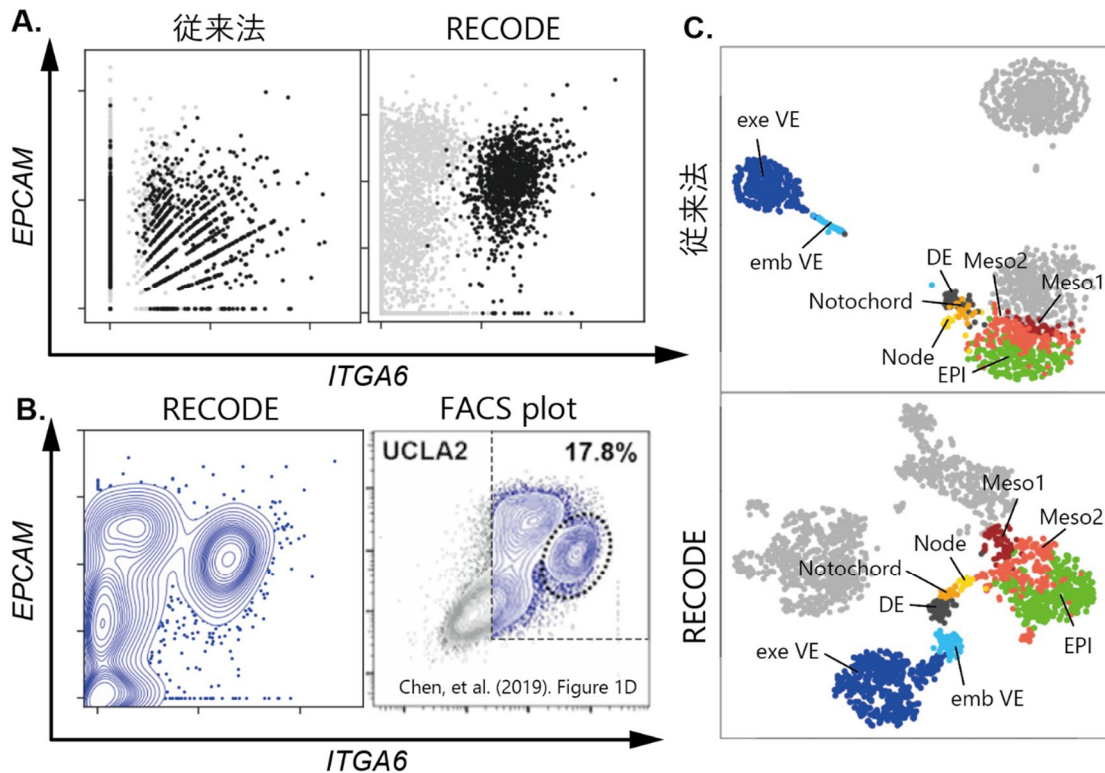 A.
従来法
RECODE
EPCAM
ITGA6
B.
RECODE
FACS plot
EPCAM
UCLA2
17.8%
Chen, et al. (2019). Figure 1D
ITGA6
C.
従来法
exe VE
emb VE
DE
Meso2
Meso1
Notochord
Node
EPI
RECODE
Meso1
Meso2
Node
Notochord
DE
EPI
exe VE
emb VE